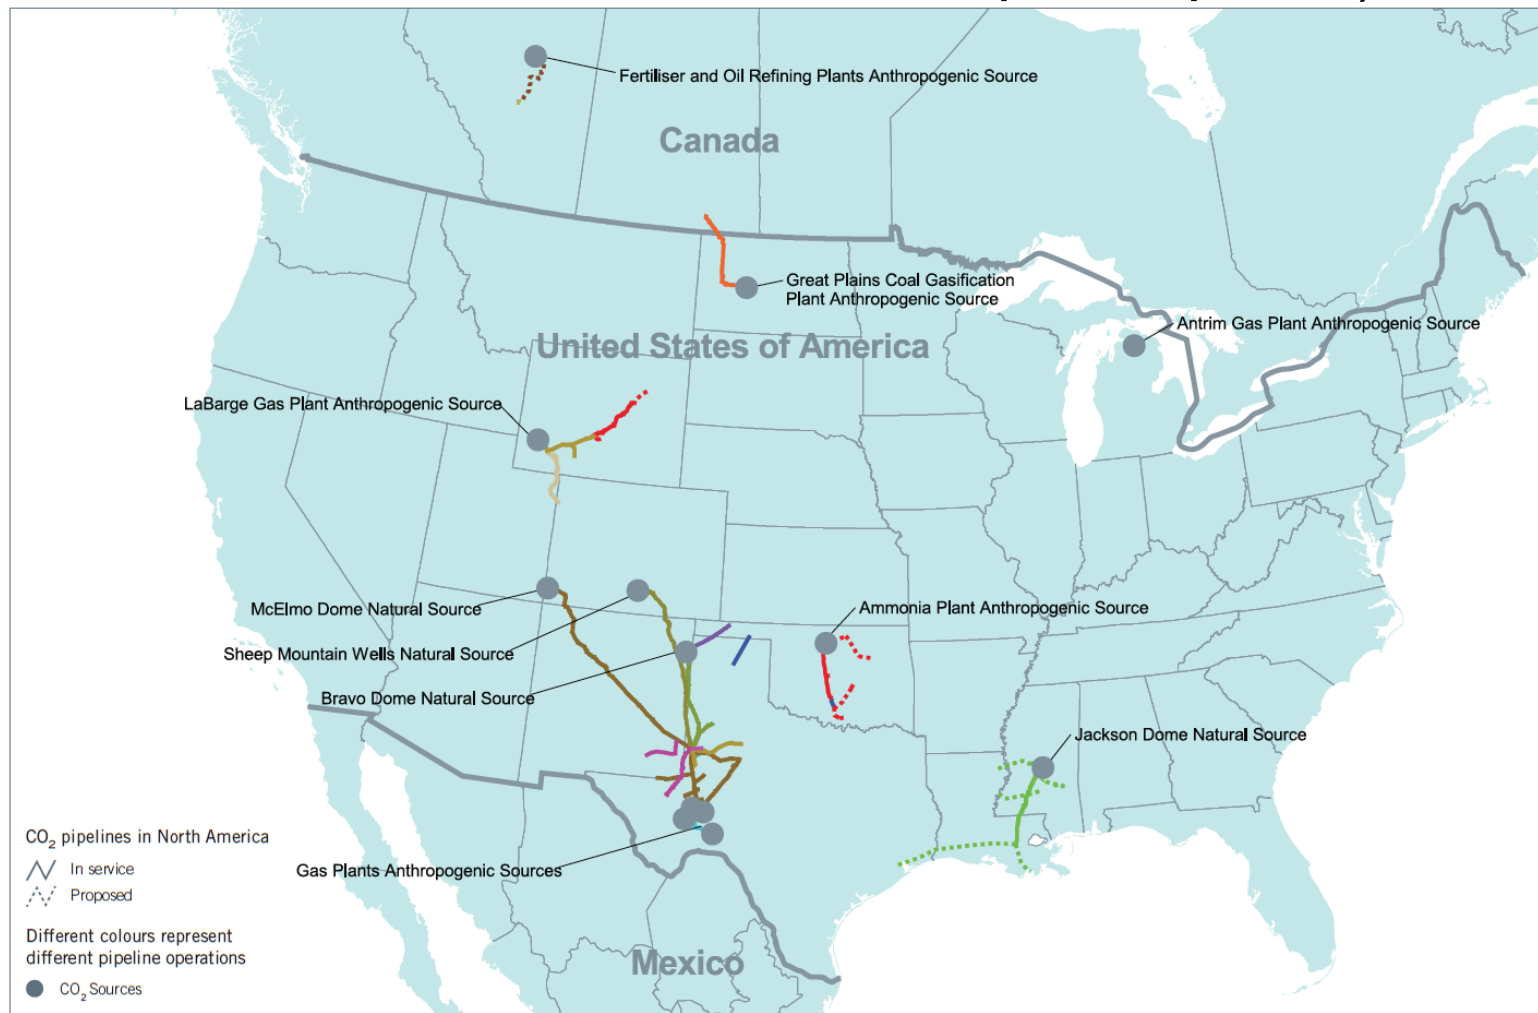 Fertiliser and Oil Refining Plants Anthropogenic Source
Canada
Great Plains Coal Gasification
Plant Anthropogenic Source
Antrim Gas Plant Anthropogenic Source
United States of America
LaBarge Gas Plant Anthropogenic Source
McElmo Dome Natural Source
Ammonia Plant Anthropogenic Source
Sheep Mountain Wells Natural Source
Bravo Dome Natural Source
Jackson Dome Natural Source
Gas Plants Anthropogenic Sources
Mexico
CO2 pipelines in North America
In service
Proposed
Different colours represent
different pipeline operations
CO2 Sources